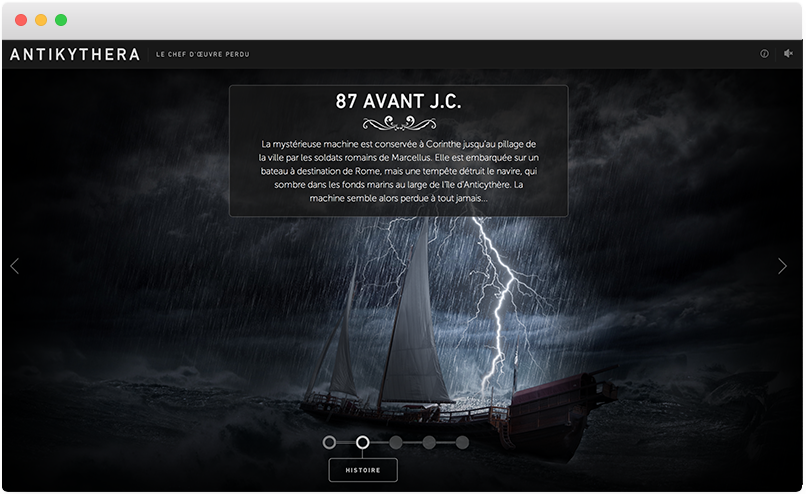 ANTIKYTHERA
LE CHEF D'ŒUVRE PERDU
87 AVANT J.C.
La mystérieuse machine est conservée à Corinthe jusqu'au pillage de
la ville par les soldats romains de Marcellus. Elle est embarquée sur un
bateau à destination de Rome, mais une tempête détruit le navire, qui
sombre dans les fonds marins au large de l'île d'Anticythère. La
machine semble alors perdue à tout jamais...
HISTOIRE